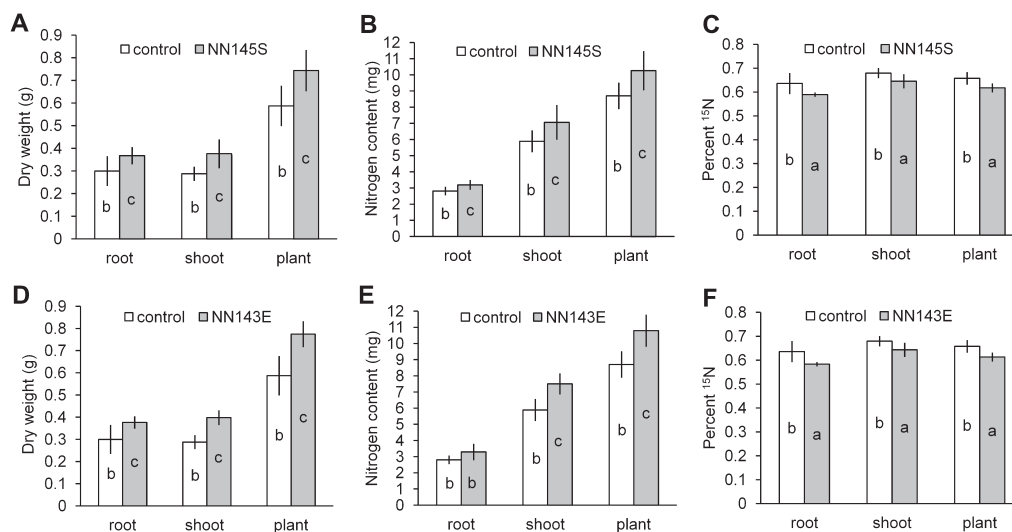 A
control NN145S
Dry weight (g)
0.9
0.8
0.7
0.6
0.5
0.4
0.3
0.2
0.1
0
b c b c b c
root shoot plant
B
control NN145S
Nitrogen content (mg)
12
11
10
9
8
7
6
5
4
3
2
1
0
b c b c b c
root shoot plant
C
control NN145S
Percent ¹⁵N
0.8
0.7
0.6
0.5
0.4
0.3
0.2
0.1
0
b a b a b a
root shoot plant
D
control NN143E
Dry weight (g)
0.9
0.8
0.7
0.6
0.5
0.4
0.3
0.2
0.1
0
b c b c b c
root shoot plant
E
control NN143E
Nitrogen content (mg)
12
11
10
9
8
7
6
5
4
3
2
1
0
b b b c b c
root shoot plant
F
control NN143E
Percent ¹⁵N
0.8
0.7
0.6
0.5
0.4
0.3
0.2
0.1
0
b a b a b a
root shoot plant